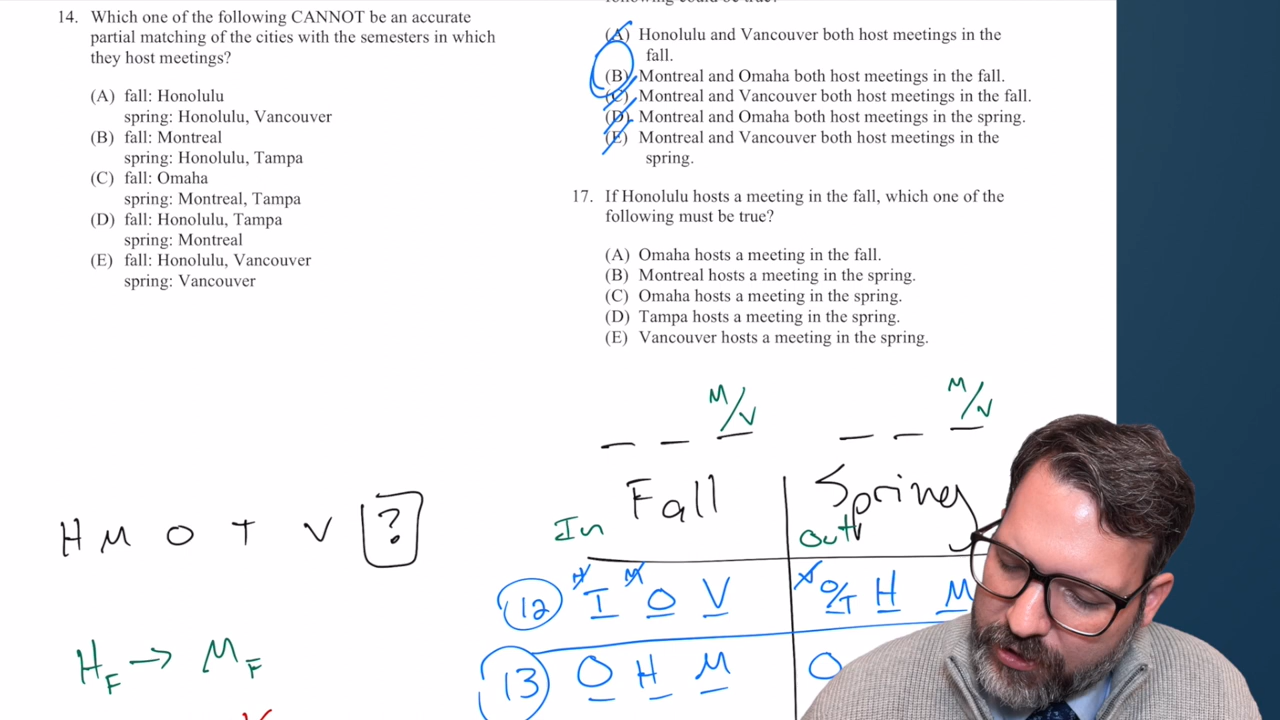 14. Which one of the following CANNOT be an accurate
partial matching of the cities with the semesters in which
they host meetings?
(A) fall: Honolulu
spring: Honolulu, Vancouver
(B) fall: Montreal
spring: Honolulu, Tampa
(C) fall: Omaha
spring: Montreal, Tampa
(D) fall: Honolulu, Tampa
spring: Montreal
(E) fall: Honolulu, Vancouver
spring: Vancouver
(A) Honolulu and Vancouver both host meetings in the
fall.
(B) Montreal and Omaha both host meetings in the fall.
(C) Montreal and Vancouver both host meetings in the fall.
(D) Montreal and Omaha both host meetings in the spring.
(E) Montreal and Vancouver both host meetings in the
spring.
17. If Honolulu hosts a meeting in the fall, which one of the
following must be true?
(A) Omaha hosts a meeting in the fall.
(B) Montreal hosts a meeting in the spring.
(C) Omaha hosts a meeting in the spring.
(D) Tampa hosts a meeting in the spring.
(E) Vancouver hosts a meeting in the spring.
M/V M/V
Fall Spring
In Out
H M O T V ?
12 T O V O/T H M
H_F → M_F
13 O H M O